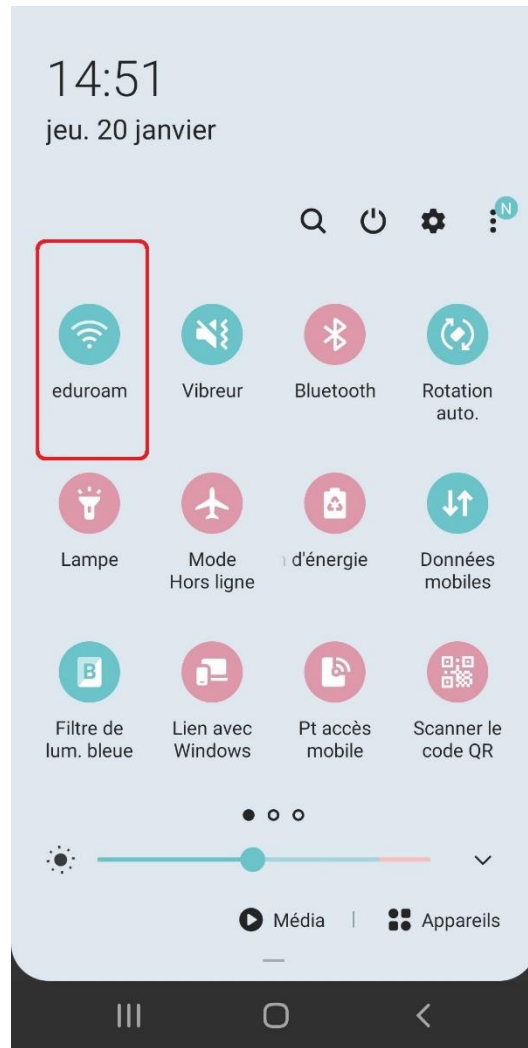 14:51
jeu. 20 janvier
N
eduroam
Vibreur
Bluetooth
Rotation
auto.
Lampe
Mode
Hors ligne
d'énergie
Données
mobiles
B
Filtre de
lum. bleue
Lien avec
Windows
Pt accès
mobile
Scanner le
code QR
Média
Appareils